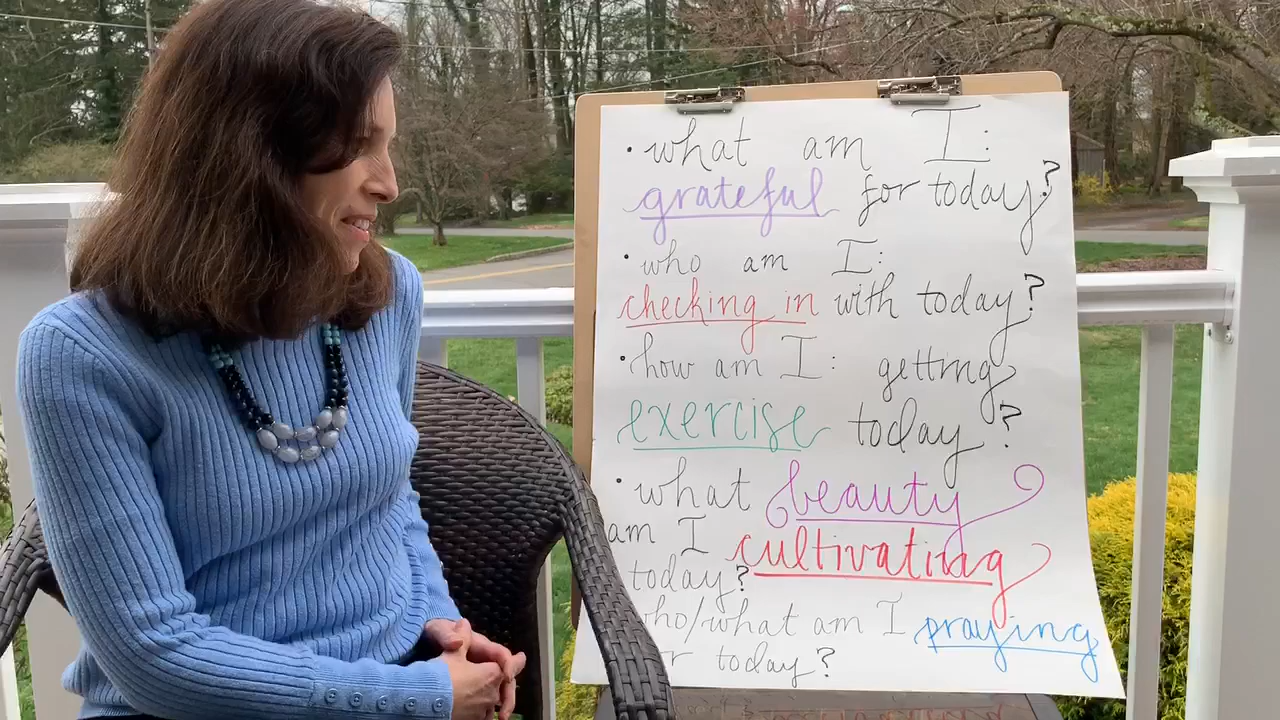 • what am I:
grateful for today?
• who am I:
checking in with today?
• how am I: getting
exercise today?
• what beauty
am I cultivating
today?
who/what am I praying
for today?